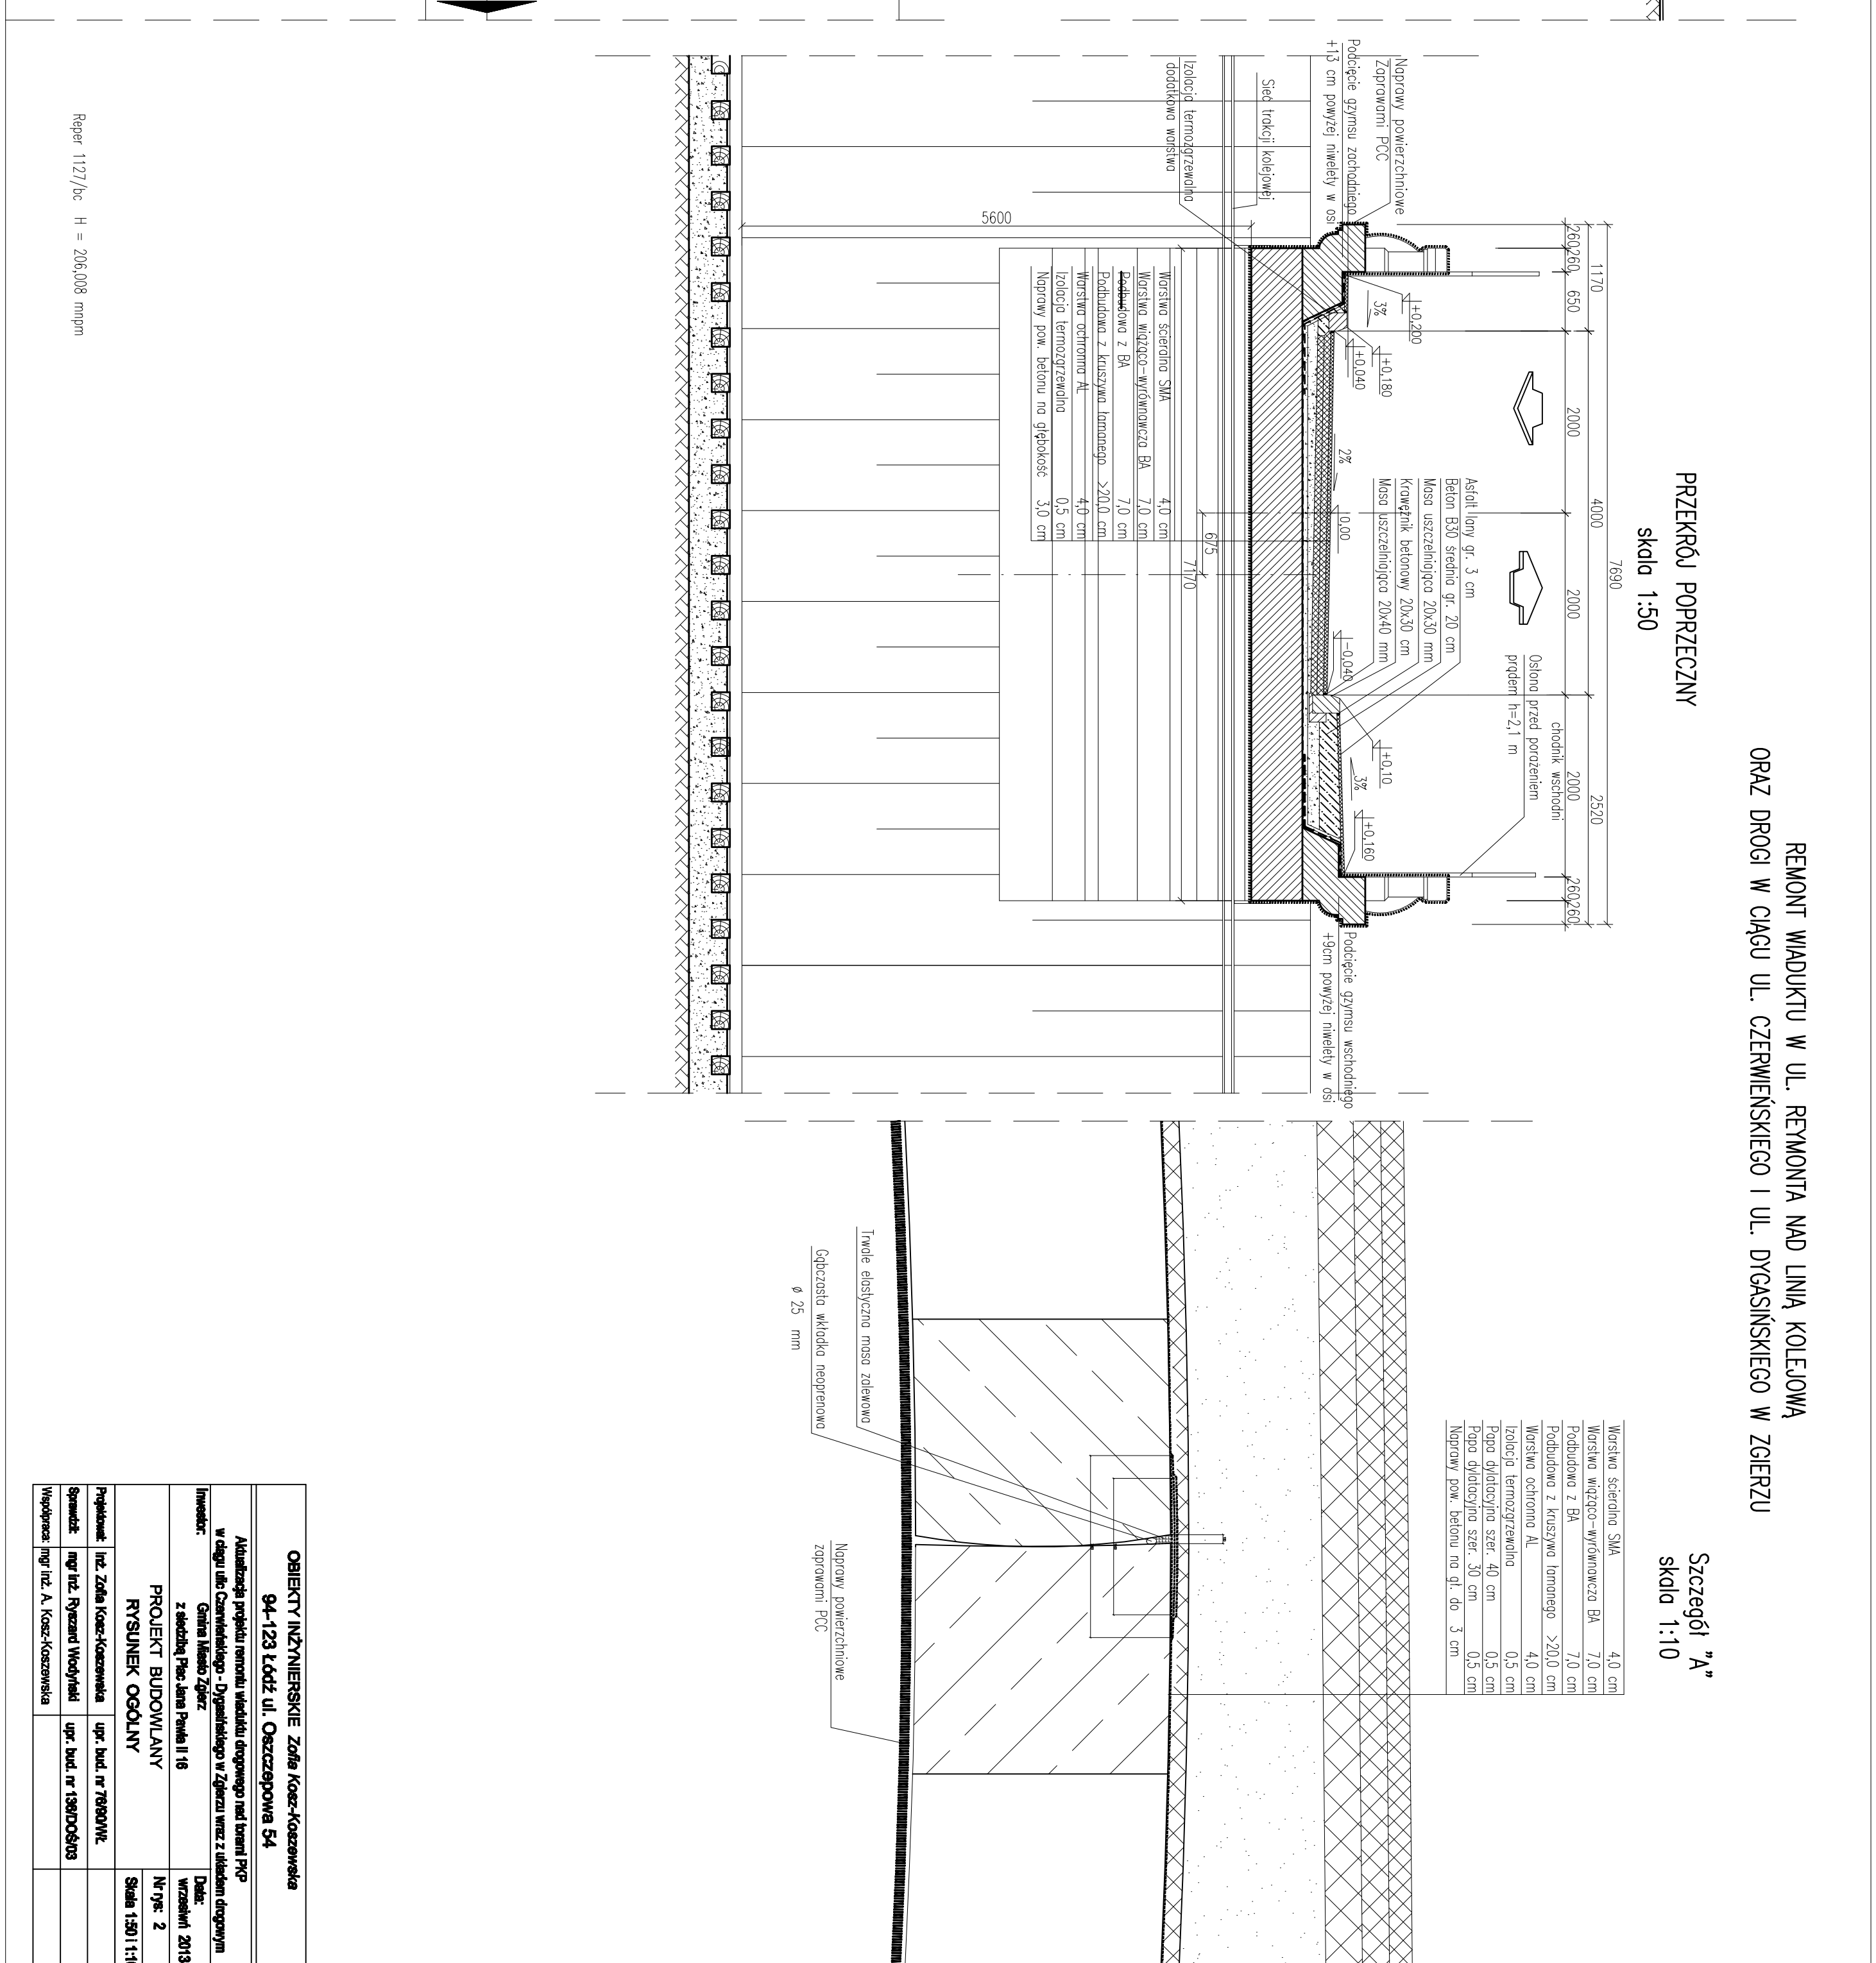 REMONT WIADUKTU W UL. REYMONTA NAD LINIĄ KOLEJOWĄ
ORAZ DROGI W CIĄGU UL. CZERWIEŃSKIEGO I UL. DYGASIŃSKIEGO W ZGIERZU
PRZEKRÓJ POPRZECZNY
skala 1:50
7690
1170
4000
2520
260
260
650
2000
2000
2000
260
260
chodnik wschodni
Osłona przed porażeniem
prądem h=2,1 m
Naprawy powierzchniowe
Zaprawami PCC
Podcięcie gzymsu zachodniego
+13 cm powyżej niwelety w osi
Sieć trakcji kolejowej
Izolacja termozgrzewalna
dodatkowa warstwa
+0,200
+0,180
+0,040
3%
2%
0,00
-0,040
+0,10
3%
+0,160
Asfalt lany gr. 3 cm
Beton B30 średnia gr. 20 cm
Masa uszczelniająca 20x30 mm
Krawężnik betonowy 20x30 cm
Masa uszczelniająca 20x40 mm
Podcięcie gzymsu wschodniego
+9cm powyżej niwelety w osi
675
7170
5600
Warstwa ścieralna SMA 4,0 cm
Warstwa wiążąco-wyrównawcza BA 7,0 cm
Podbudowa z BA 7,0 cm
Podbudowa z kruszywa łamanego >20,0 cm
Warstwa ochronna AL 4,0 cm
Izolacja termozgrzewalna 0,5 cm
Naprawy pow. betonu na głębokość 3,0 cm
Reper 1127/bc H = 206,008 mnpm
Szczegół "A"
skala 1:10
Warstwa ścieralna SMA 4,0 cm
Warstwa wiążąco-wyrównawcza BA 7,0 cm
Podbudowa z BA 7,0 cm
Podbudowa z kruszywa łamanego >20,0 cm
Warstwa ochronna AL 4,0 cm
Izolacja termozgrzewalna 0,5 cm
Papa dylatacyjna szer. 40 cm 0,5 cm
Papa dylatacyjna szer. 30 cm 0,5 cm
Naprawy pow. betonu na gł. do 3 cm
Trwale elastyczna masa zalewowa
Gąbczasta wkładka neoprenowa
ø 25 mm
Naprawy powierzchniowe
zaprawami PCC
OBIEKTY INŻYNIERSKIE Zofia Kosz-Koszewska
94-123 Łódź ul. Oszczepowa 54
Aktualizacja projektu remontu wiaduktu drogowego nad torami PKP
w ciągu ulic Czerwieńskiego - Dygasińskiego w Zgierzu wraz z układem drogowym
Inwestor: Gmina Miasto Zgierz
z siedzibą Plac Jana Pawła II 16
Data:
wrzesiwń 2013
PROJEKT BUDOWLANY
RYSUNEK OGÓLNY
Nr rys: 2
Skala 1:50 i 1:10
Projektował: inż. Zofia Kosz-Koszewska upr. bud. nr 76/90/WŁ
Sprawdził: mgr inż. Ryszard Wodyński upr. bud. nr 138/DOŚ/03
Współpraca: mgr inż. A. Kosz-Koszewska